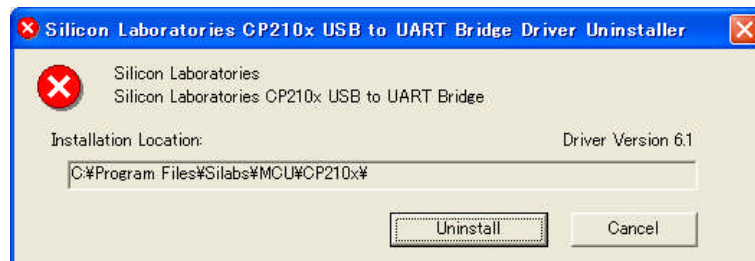 Silicon Laboratories CP210x USB to UART Bridge Driver Uninstaller
Silicon Laboratories
Silicon Laboratories CP210x USB to UART Bridge
Installation Location:
Driver Version 6.1
C:¥Program Files¥Silabs¥MCU¥CP210x¥
Uninstall
Cancel